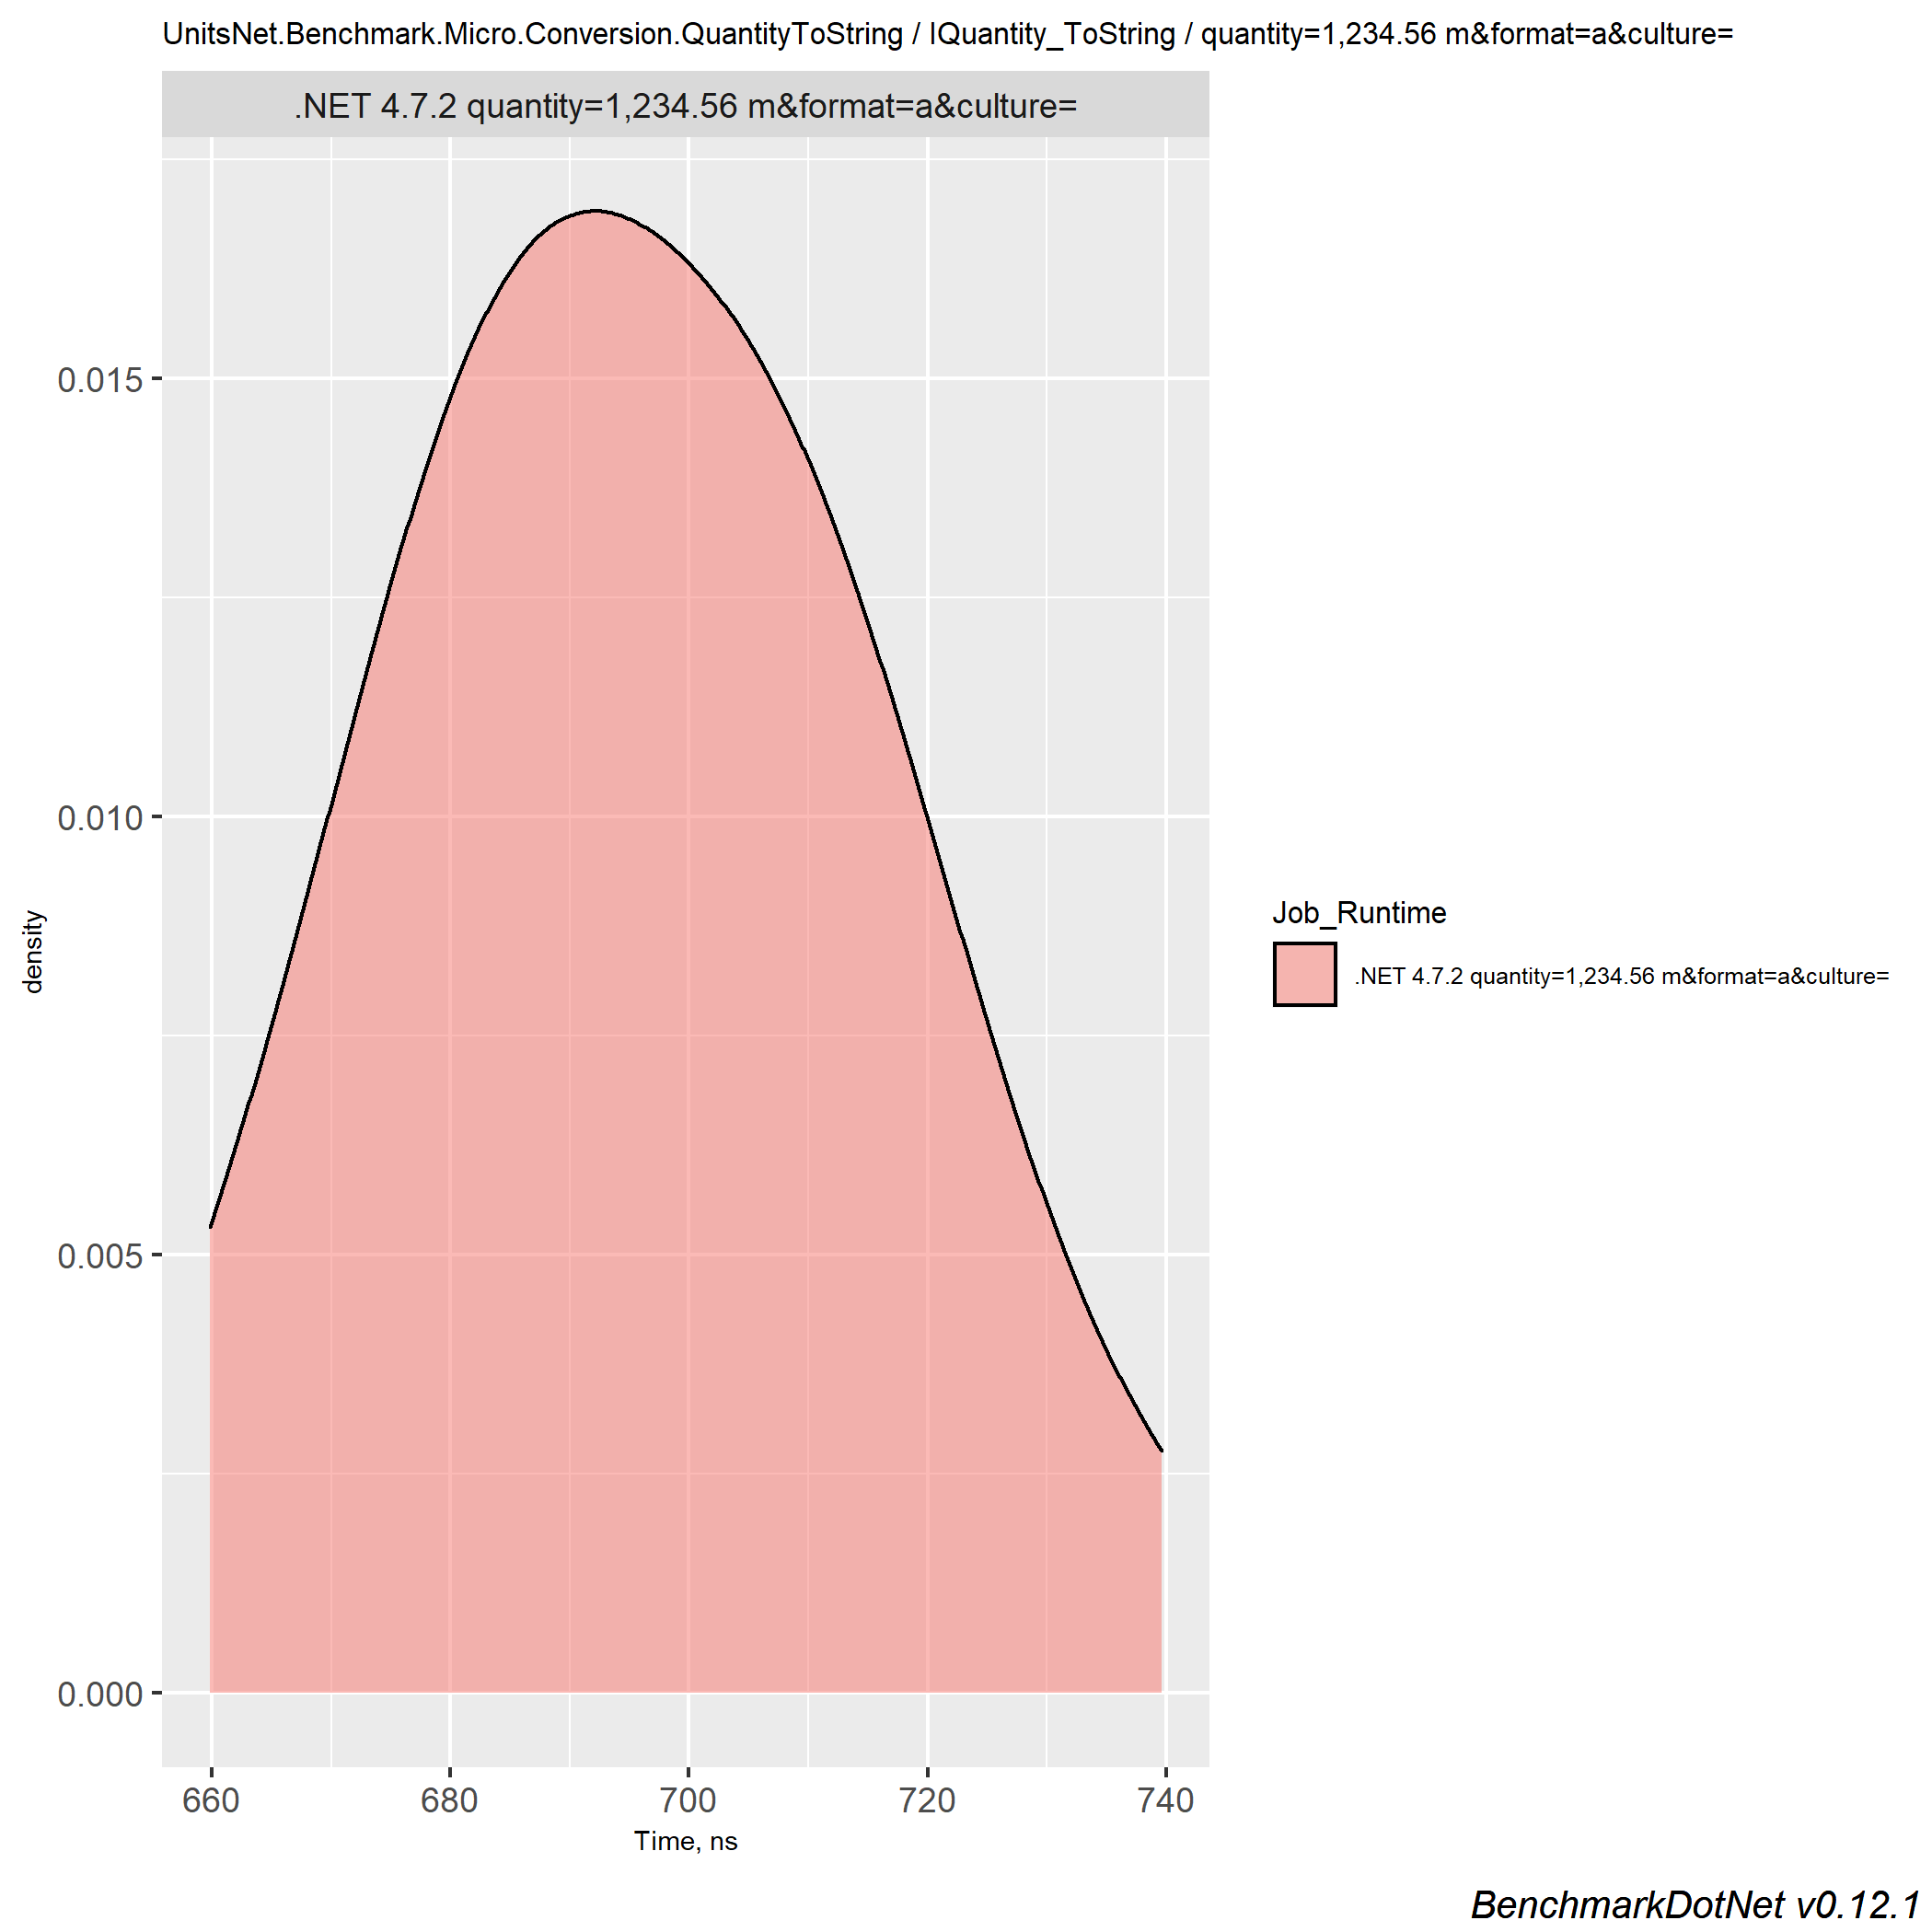 UnitsNet.Benchmark.Micro.Conversion.QuantityToString / IQuantity_ToString / quantity=1,234.56 m&format=a&culture=
.NET 4.7.2 quantity=1,234.56 m&format=a&culture=
0.015
0.010
0.005
0.000
density
660 680 700 720 740
Time, ns
Job_Runtime
.NET 4.7.2 quantity=1,234.56 m&format=a&culture=
BenchmarkDotNet v0.12.1